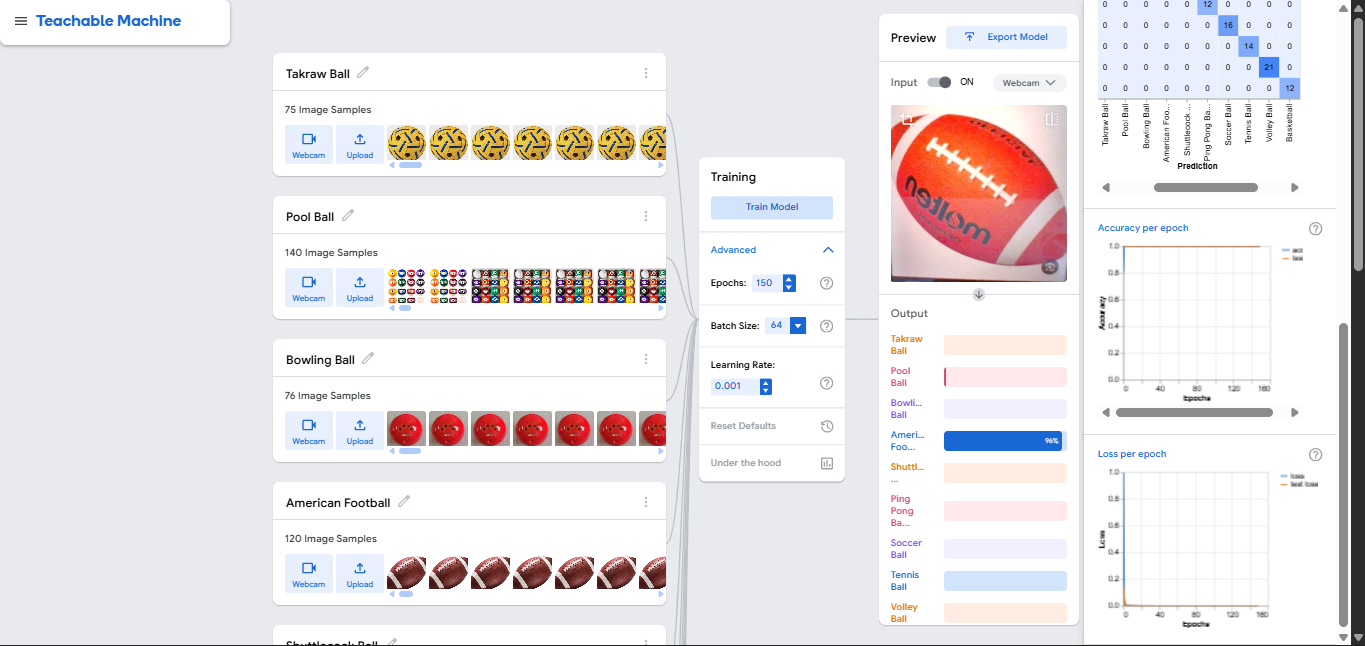 Teachable Machine
Takraw Ball
75 Image Samples
Webcam
Upload
Pool Ball
140 Image Samples
Webcam
Upload
Bowling Ball
76 Image Samples
Webcam
Upload
American Football
120 Image Samples
Webcam
Upload
Shuttlecock Ball
Training
Train Model
Advanced
Epochs: 150
Batch Size: 64
Learning Rate:
0.001
Reset Defaults
Under the hood
Preview
Export Model
Input ON Webcam
molten
Output
Takraw
Ball
Pool
Ball
Bowli...
Ball
Ameri...
Foo...
96%
Shuttl...
...
Ping
Pong
Ba...
Soccer
Ball
Tennis
Ball
Volley
Ball
0 0 0 0 0 12 0 0 0 0
0 0 0 0 0 0 16 0 0 0
0 0 0 0 0 0 0 14 0 0
0 0 0 0 0 0 0 0 21 0
0 0 0 0 0 0 0 0 0 12
Takraw Ball
Pool Ball
Bowling Ball
American Foo...
Shuttlecock ...
Ping Pong Ba...
Soccer Ball
Tennis Ball
Volley Ball
Basketball
Prediction
Accuracy per epoch
1.0
0.8
0.6
0.4
0.2
0.0
0 40 80 120 160
Accuracy
Epochs
acc
test
Loss per epoch
1.0
0.8
0.6
0.4
0.2
0.0
0 40 80 120 160
Loss
Epochs
loss
test loss